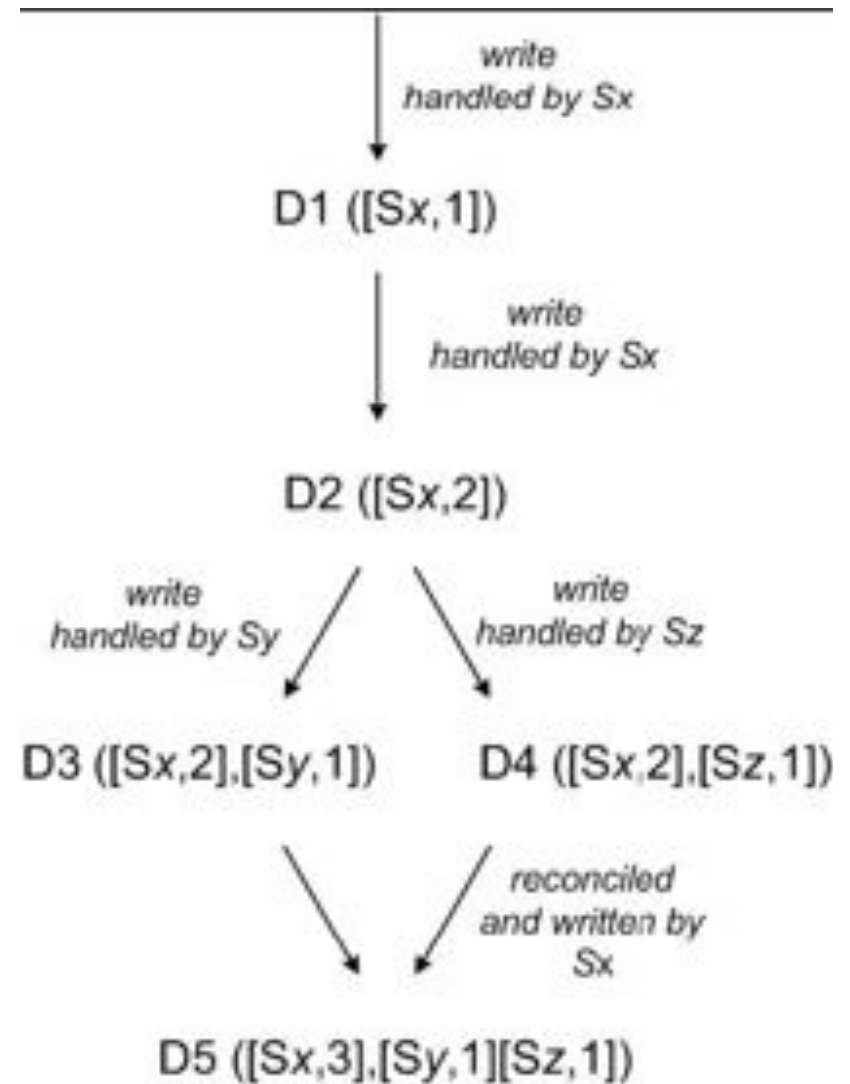 write
handled by Sx
D1 ([Sx,1])
write
handled by Sx
D2 ([Sx,2])
write
handled by Sy
write
handled by Sz
D3 ([Sx,2],[Sy,1])
D4 ([Sx,2],[Sz,1])
reconciled
and written by
Sx
D5 ([Sx,3],[Sy,1][Sz,1])